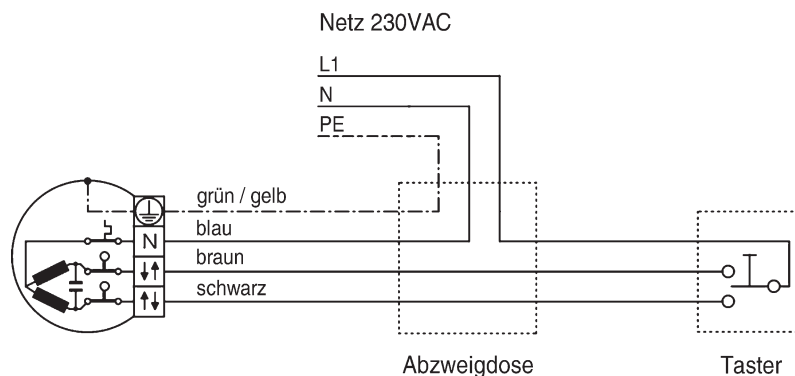 Netz 230VAC
L1
N
PE
grün / gelb
blau
N
braun
↓↑
schwarz
↑↓
Abzweigdose
Taster